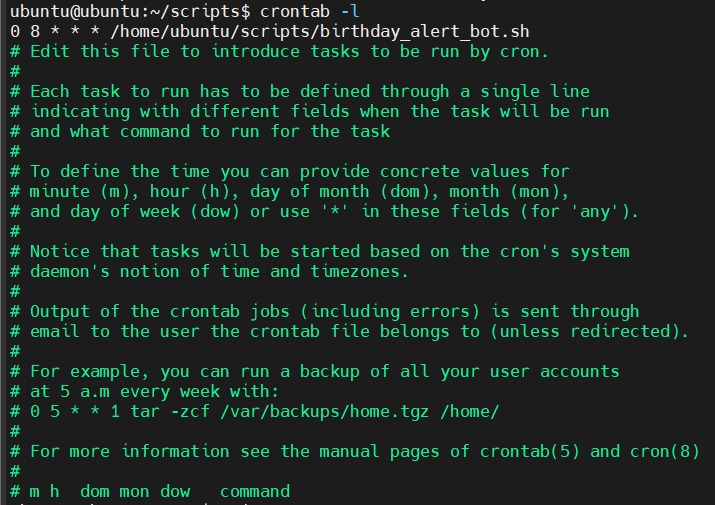 ubuntu@ubuntu:~/scripts$ crontab -l
0 8 * * * /home/ubuntu/scripts/birthday_alert_bot.sh
# Edit this file to introduce tasks to be run by cron.
#
# Each task to run has to be defined through a single line
# indicating with different fields when the task will be run
# and what command to run for the task
#
# To define the time you can provide concrete values for
# minute (m), hour (h), day of month (dom), month (mon),
# and day of week (dow) or use '*' in these fields (for 'any').
#
# Notice that tasks will be started based on the cron's system
# daemon's notion of time and timezones.
#
# Output of the crontab jobs (including errors) is sent through
# email to the user the crontab file belongs to (unless redirected).
#
# For example, you can run a backup of all your user accounts
# at 5 a.m every week with:
# 0 5 * * 1 tar -zcf /var/backups/home.tgz /home/
#
# For more information see the manual pages of crontab(5) and cron(8)
#
# m h  dom mon dow   command